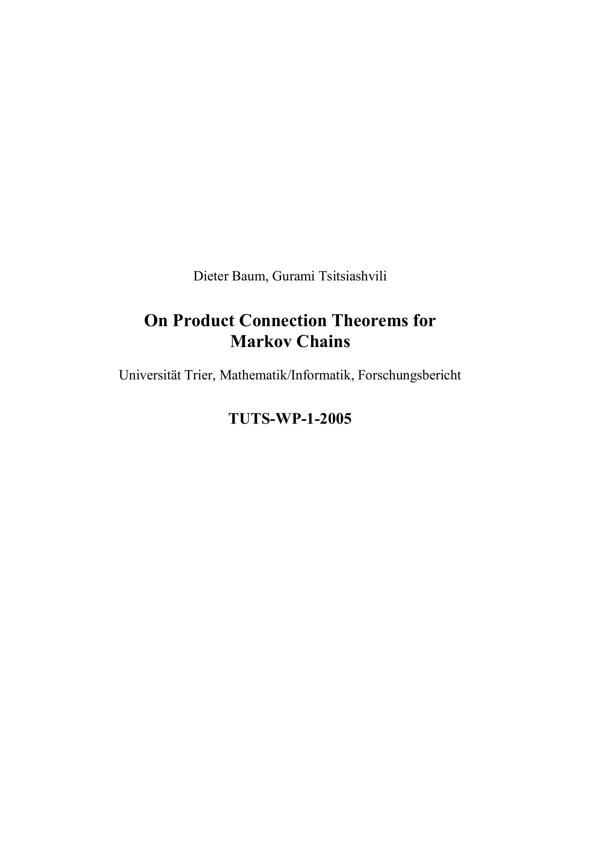 Dieter Baum, Gurami Tsitsiashvili
On Product Connection Theorems for
Markov Chains
Universität Trier, Mathematik/Informatik, Forschungsbericht
TUTS-WP-1-2005